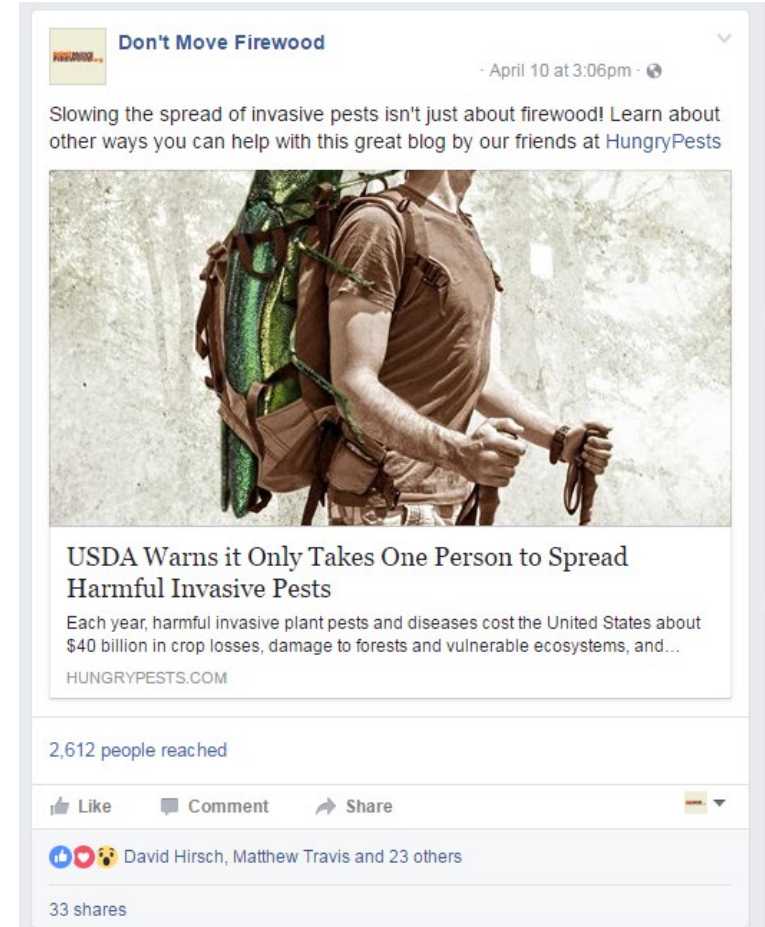 Don't Move Firewood
April 10 at 3:06pm
Slowing the spread of invasive pests isn't just about firewood! Learn about
other ways you can help with this great blog by our friends at HungryPests
USDA Warns it Only Takes One Person to Spread
Harmful Invasive Pests
Each year, harmful invasive plant pests and diseases cost the United States about
$40 billion in crop losses, damage to forests and vulnerable ecosystems, and...
HUNGRYPESTS.COM
2,612 people reached
Like Comment Share
David Hirsch, Matthew Travis and 23 others
33 shares